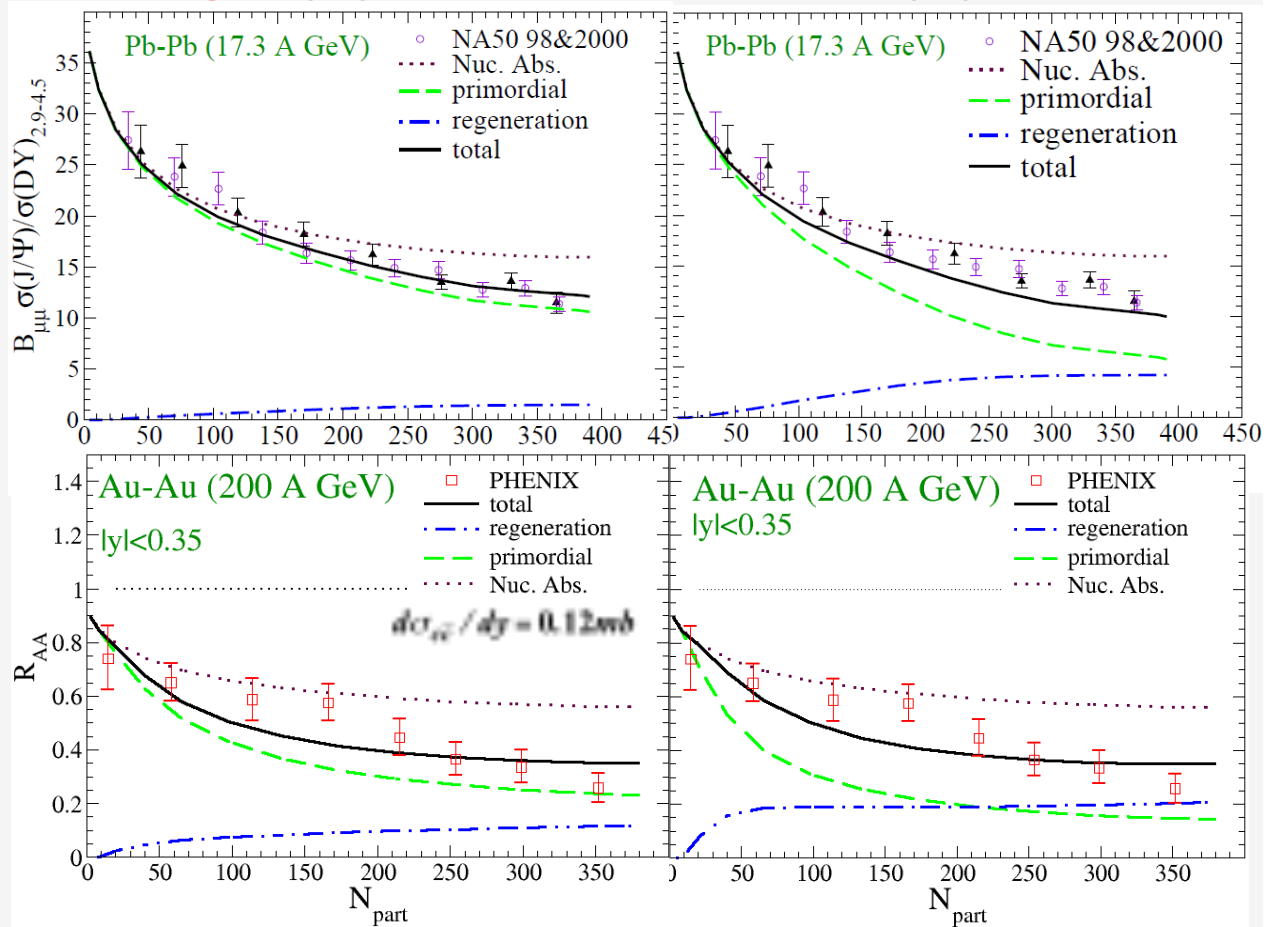 Pb-Pb (17.3 A GeV)
NA50 98&2000
Nuc. Abs.
primordial
regeneration
total
B_μμ σ(J/Ψ)/σ(DY)_2.9-4.5
35
30
25
20
15
10
5
0
0 50 100 150 200 250 300 350 400 45
Pb-Pb (17.3 A GeV)
NA50 98&2000
Nuc. Abs.
primordial
regeneration
total
50 100 150 200 250 300 350 400 450
Au-Au (200 A GeV)
|y|<0.35
PHENIX
total
regeneration
primordial
Nuc. Abs.
dσ_cc̄/dy = 0.12mb
R_AA
1.4
1.2
1
0.8
0.6
0.4
0.2
0
0 50 100 150 200 250 300 350
N_part
Au-Au (200 A GeV)
|y|<0.35
PHENIX
total
regeneration
primordial
Nuc. Abs.
50 100 150 200 250 300 350
N_part